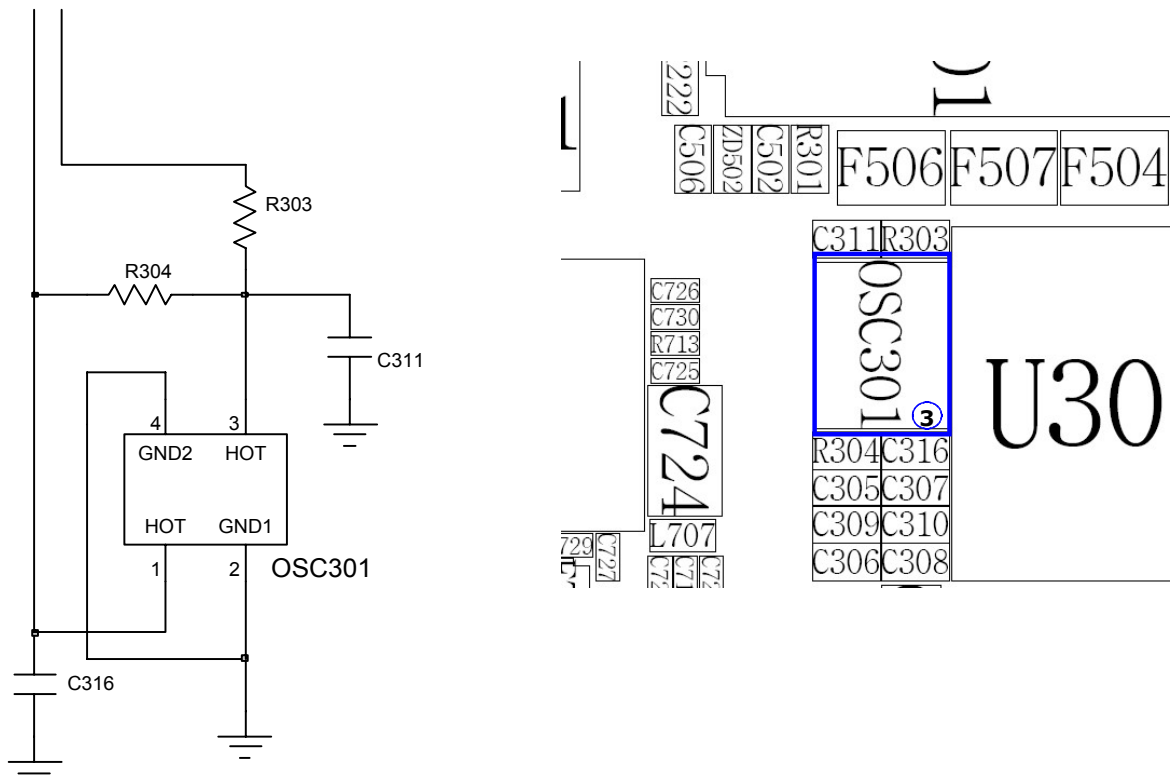 R303
R304
C311
4
3
GND2
HOT
HOT
GND1
1
2
OSC301
C316
C506
ZD502
C502
R301
F506
F507
F504
C311
R303
OSC301
3
C726
C730
R713
C725
C724
L707
C727
U30
R304
C316
C305
C307
C309
C310
C306
C308